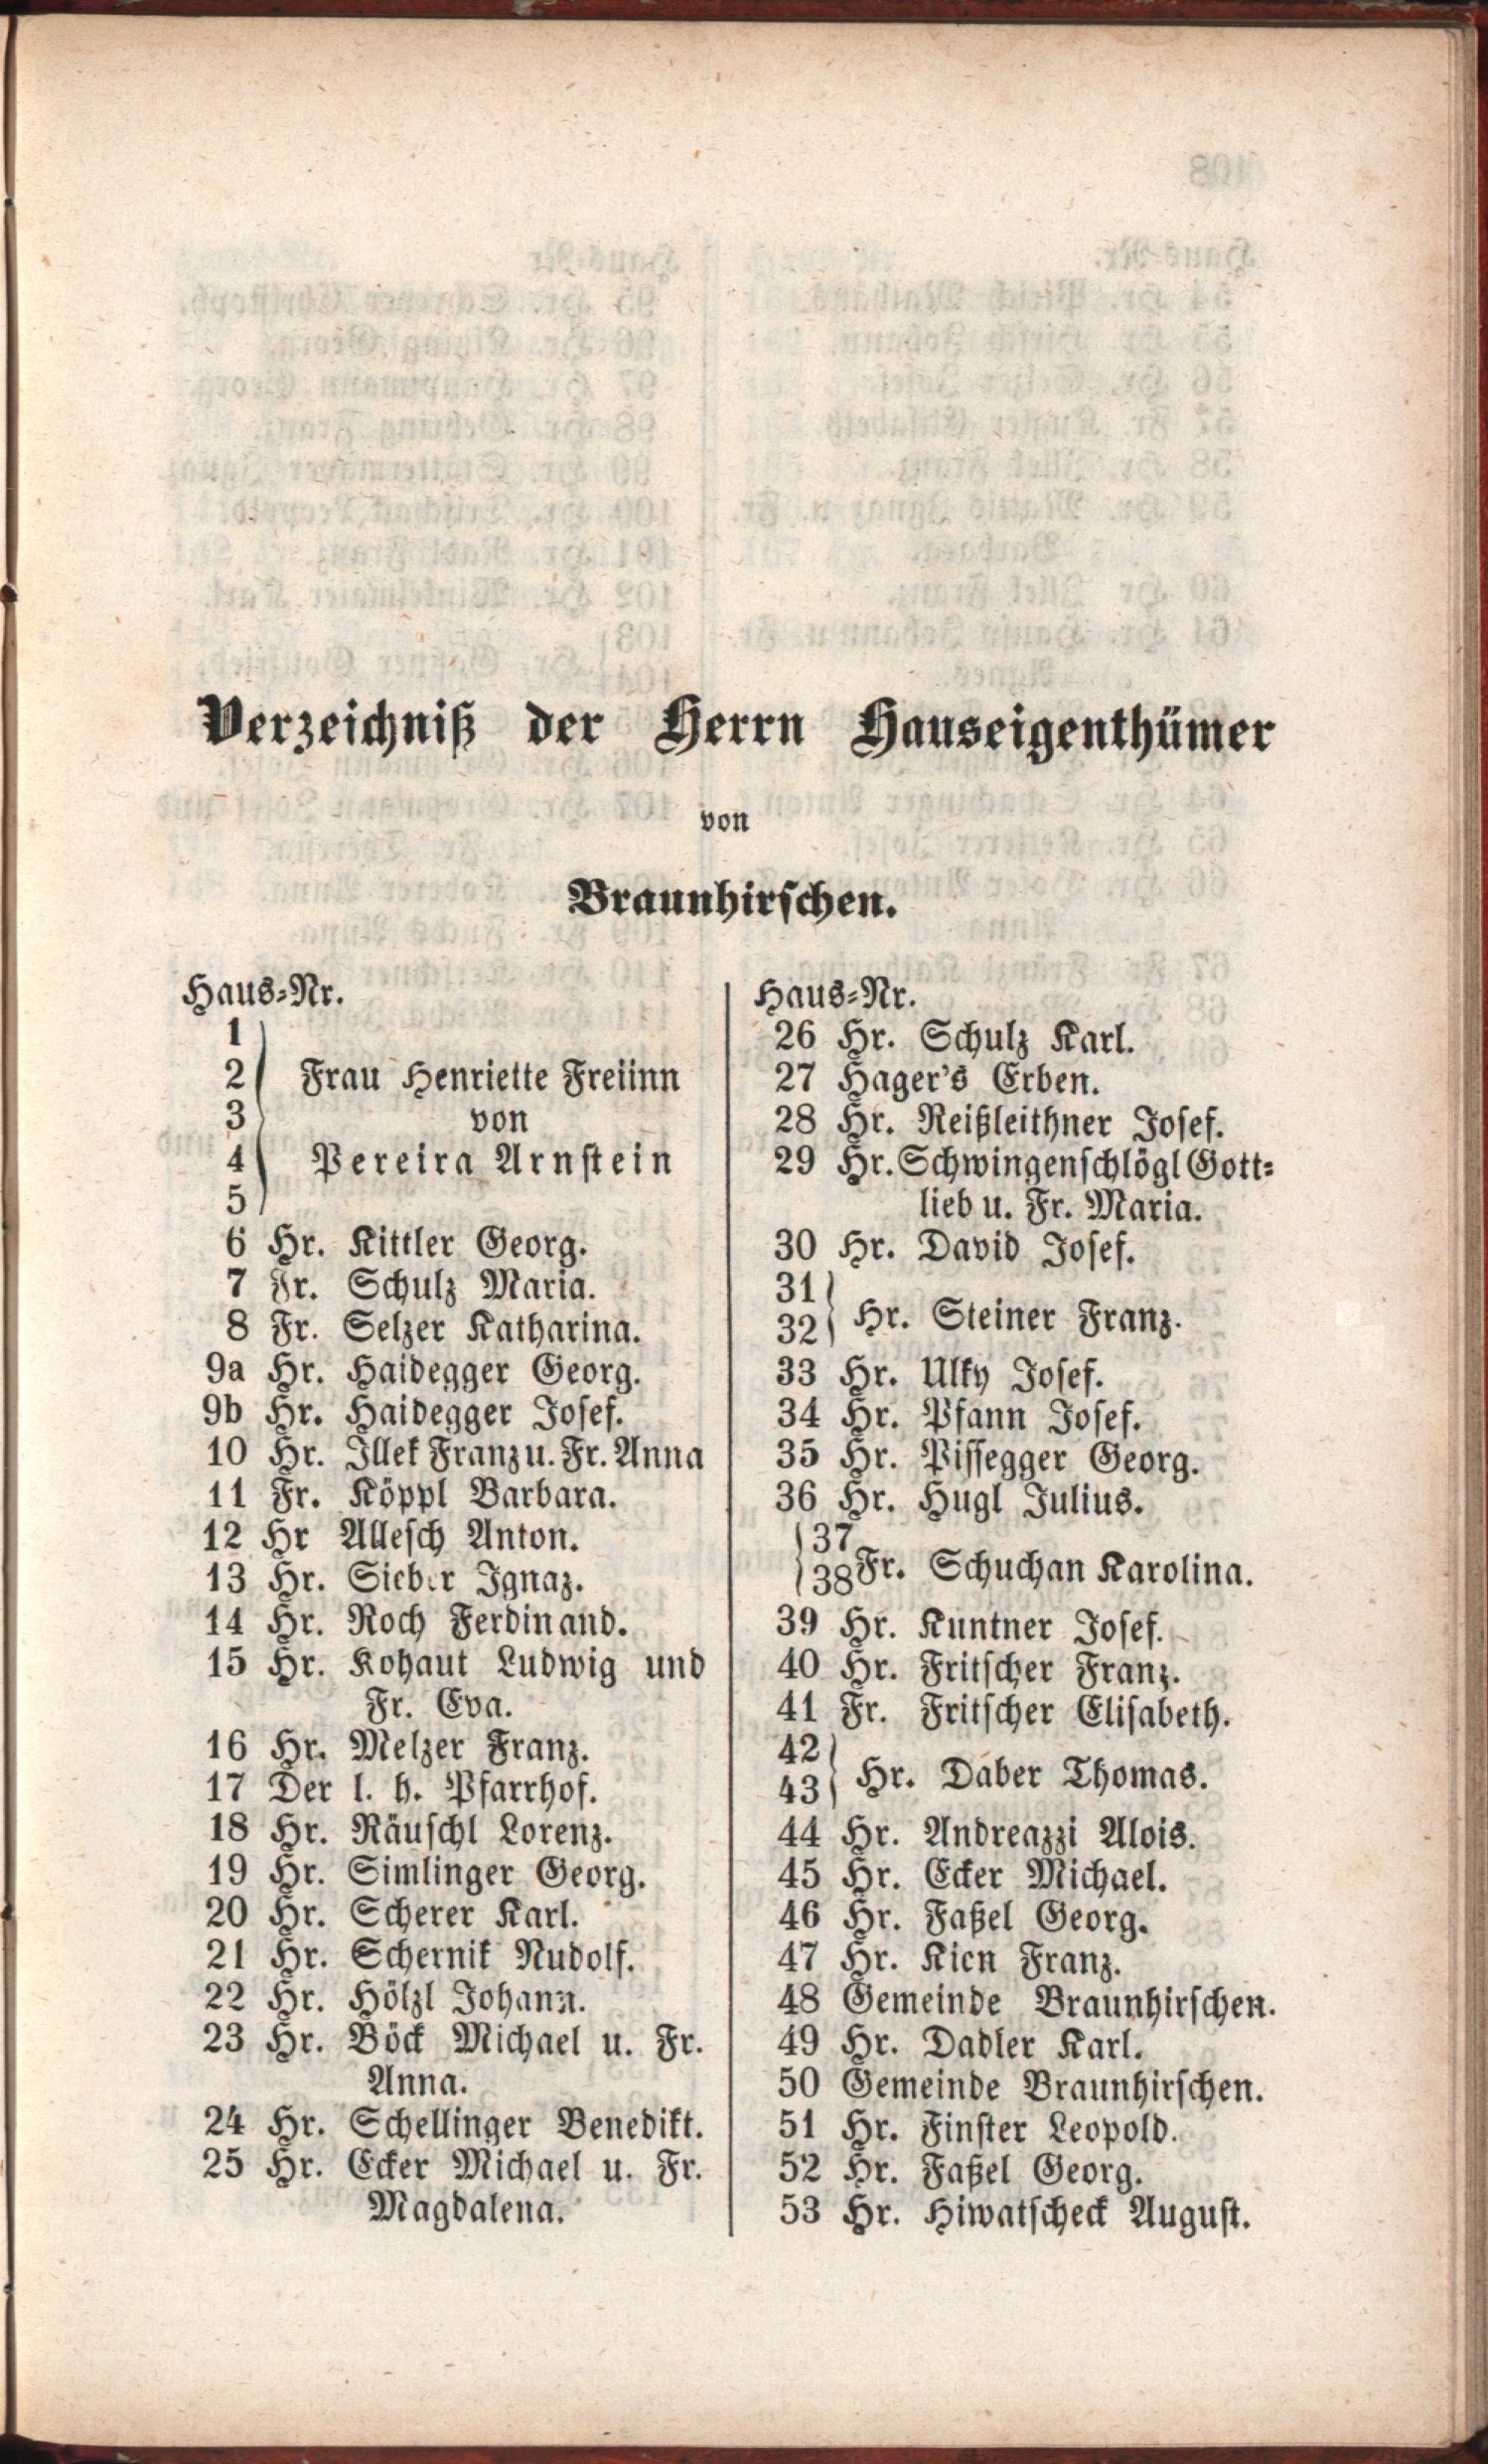 Verzeichniß der Herrn Hauseigenthümer
von
Braunhirschen.
Haus-Nr.
1
2 Frau Henriette Freiinn
3 von
4 Pereira Arnstein
5
6 Hr. Kittler Georg.
7 Fr. Schulz Maria.
8 Fr. Selzer Katharina.
9a Hr. Haidegger Georg.
9b Hr. Haidegger Josef.
10 Hr. Illek Franz u. Fr. Anna
11 Fr. Köppl Barbara.
12 Hr Allesch Anton.
13 Hr. Sieber Ignaz.
14 Hr. Roch Ferdinand.
15 Hr. Kohaut Ludwig und
Fr. Eva.
16 Hr. Melzer Franz.
17 Der l. h. Pfarrhof.
18 Hr. Räuschl Lorenz.
19 Hr. Simlinger Georg.
20 Hr. Scherer Karl.
21 Hr. Schernik Rudolf.
22 Hr. Hölzl Johann.
23 Hr. Böck Michael u. Fr.
Anna.
24 Hr. Schellinger Benedikt.
25 Hr. Ecker Michael u. Fr.
Magdalena.
Haus-Nr.
26 Hr. Schulz Karl.
27 Hager's Erben.
28 Hr. Reißleithner Josef.
29 Hr. Schwingenschlögl Gott-
lieb u. Fr. Maria.
30 Hr. David Josef.
31
32 Hr. Steiner Franz.
33 Hr. Ulky Josef.
34 Hr. Pfann Josef.
35 Hr. Pissegger Georg.
36 Hr. Hugl Julius.
37
38 Fr. Schuchan Karolina.
39 Hr. Kuntner Josef.
40 Hr. Fritscher Franz.
41 Fr. Fritscher Elisabeth.
42
43 Hr. Daber Thomas.
44 Hr. Andreazzi Alois.
45 Hr. Ecker Michael.
46 Hr. Faßel Georg.
47 Hr. Kien Franz.
48 Gemeinde Braunhirschen.
49 Hr. Dadler Karl.
50 Gemeinde Braunhirschen.
51 Hr. Finster Leopold.
52 Hr. Faßel Georg.
53 Hr. Hiwatscheck August.